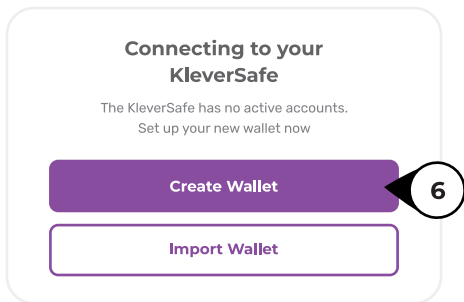 Connecting to your
KleverSafe
The KleverSafe has no active accounts.
Set up your new wallet now
Create Wallet
6
Import Wallet